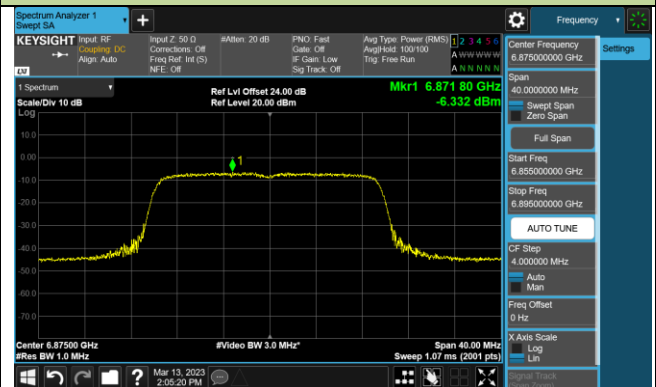 Spectrum Analyzer 1
Swept SA
Frequency
KEYSIGHT
Input: RF
Coupling: DC
Align: Auto
Input Z: 50 Ω
Corrections: Off
Freq Ref: Int (S)
NFE: Off
#Atten: 20 dB
PNO: Fast
Gate: Off
IF Gain: Low
Sig Track: Off
Avg Type: Power (RMS)
Avg|Hold: 100/100
Trig: Free Run
1 2 3 4 5 6
A W W W W W
A N N N N N
LXI
1 Spectrum
Scale/Div 10 dB
Log
Ref Lvl Offset 24.00 dB
Ref Level 20.00 dBm
Mkr1 6.871 80 GHz
-6.332 dBm
10.0
0.00
-10.0
-20.0
-30.0
-40.0
-50.0
-60.0
-70.0
1
Center 6.87500 GHz
#Res BW 1.0 MHz
#Video BW 3.0 MHz*
Span 40.00 MHz
Sweep 1.07 ms (2001 pts)
Mar 13, 2023
2:05:20 PM
Center Frequency
6.875000000 GHz
Settings
Span
40.0000000 MHz
Swept Span
Zero Span
Full Span
Start Freq
6.855000000 GHz
Stop Freq
6.895000000 GHz
AUTO TUNE
CF Step
4.000000 MHz
Auto
Man
Freq Offset
0 Hz
X Axis Scale
Log
Lin
Signal Track
(Span Zoom)